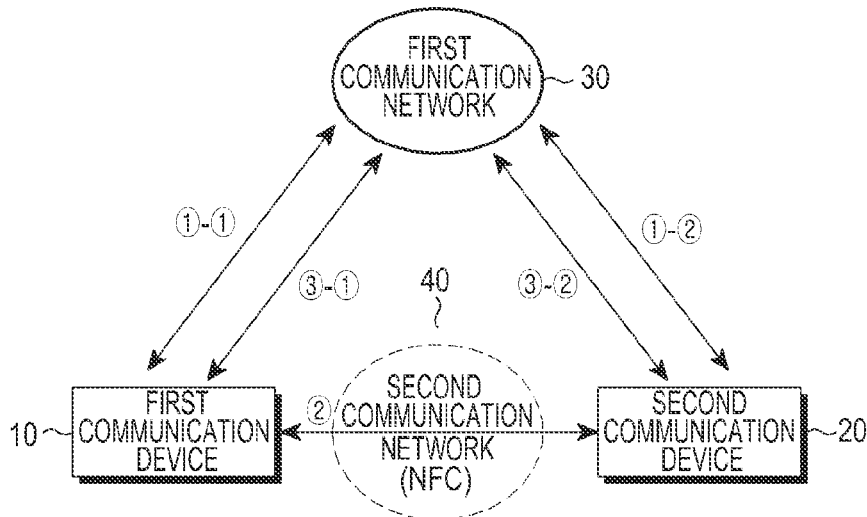 FIRST
COMMUNICATION
NETWORK
30
①-①
①-②
③-①
③-②
40
10
FIRST
COMMUNICATION
DEVICE
②
SECOND
COMMUNICATION
NETWORK
(NFC)
SECOND
COMMUNICATION
DEVICE
20